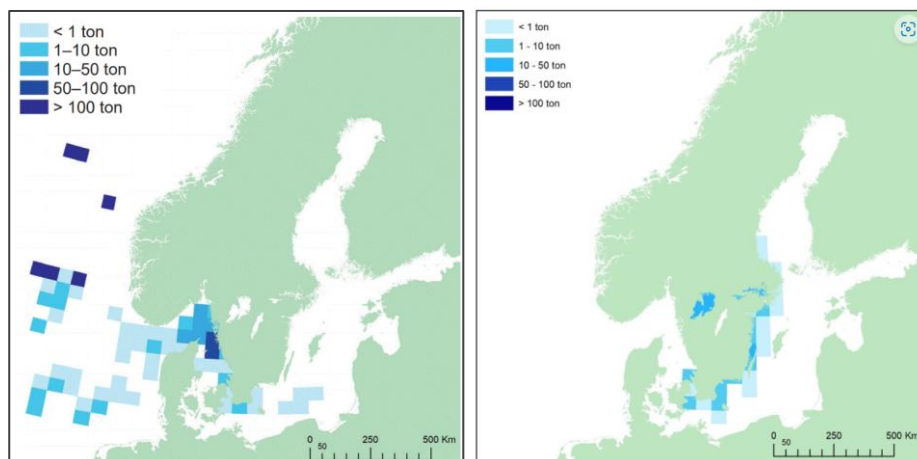 < 1 ton
1–10 ton
10–50 ton
50–100 ton
> 100 ton
0 250 500 Km
50
< 1 ton
1 - 10 ton
10 - 50 ton
50 - 100 ton
> 100 ton
0 250 500 Km
50